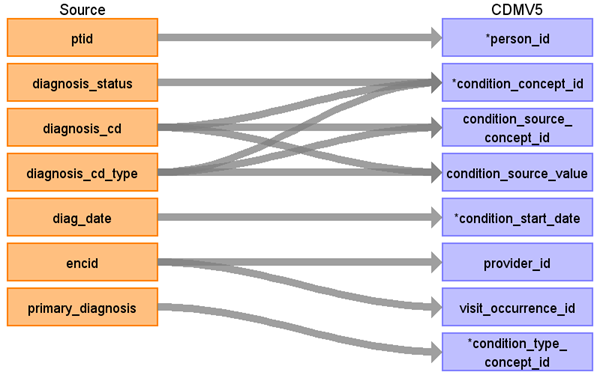 Source
CDMV5
ptid
*person_id
diagnosis_status
*condition_concept_id
diagnosis_cd
condition_source_
concept_id
diagnosis_cd_type
condition_source_value
diag_date
*condition_start_date
encid
provider_id
primary_diagnosis
visit_occurrence_id
*condition_type_
concept_id